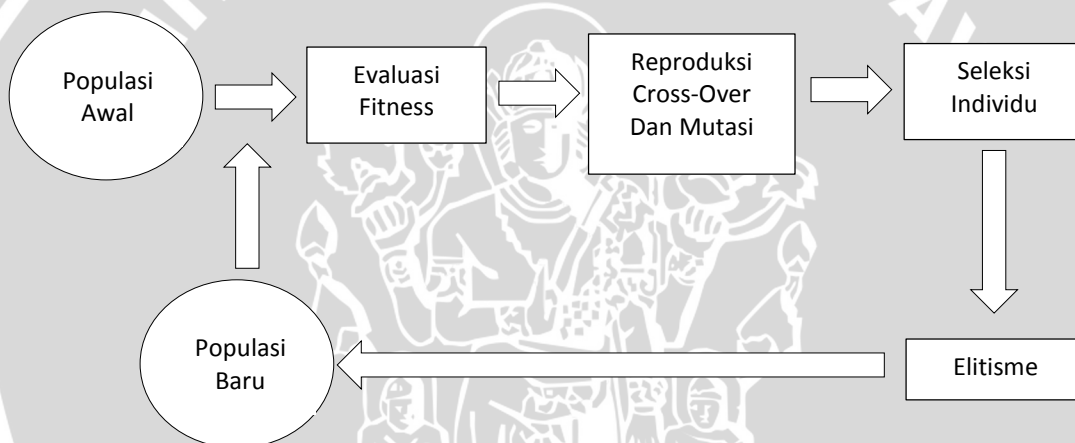 Populasi
Awal
Evaluasi
Fitness
Reproduksi
Cross-Over
Dan Mutasi
Seleksi
Individu
Populasi
Baru
Elitisme